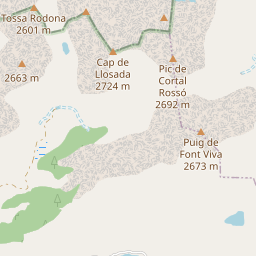 Tossa Rodona
2601 m
2663 m
Cap de
Llosada
2724 m
Pic de
Cortal
Rossó
2692 m
Puig de
Font Viva
2673 m